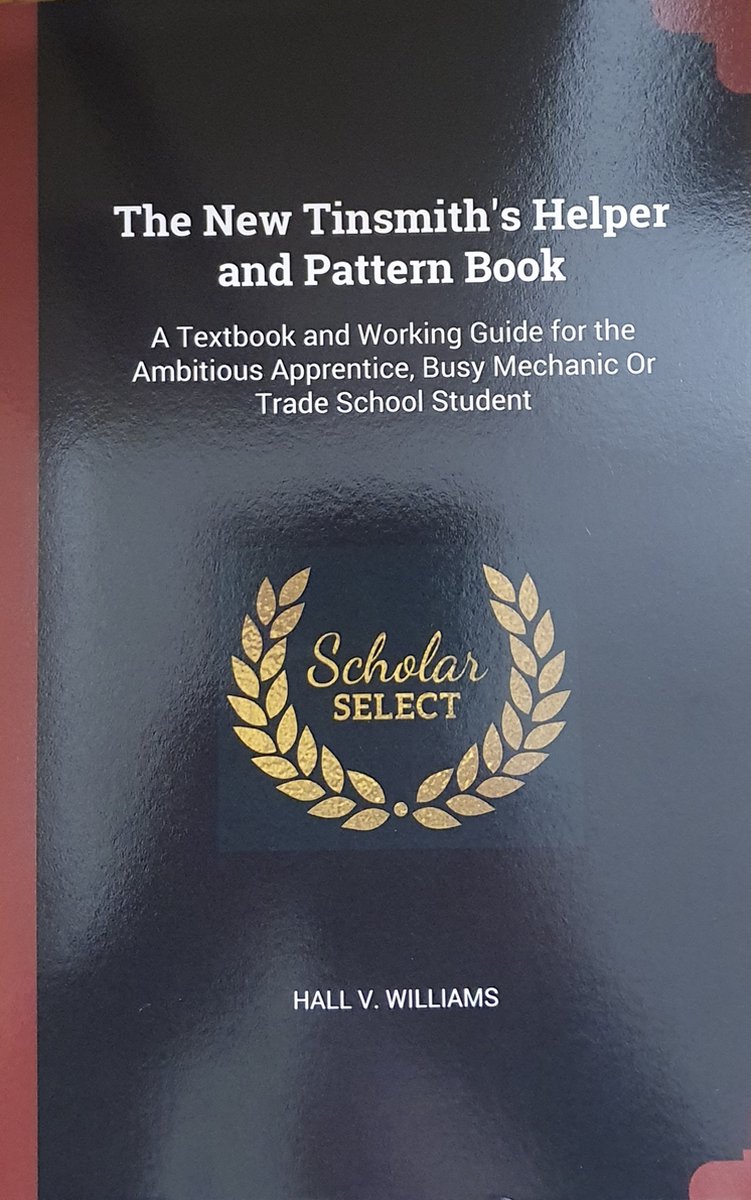 The New Tinsmith's Helper
and Pattern Book
A Textbook and Working Guide for the
Ambitious Apprentice, Busy Mechanic Or
Trade School Student
Scholar
SELECT
HALL V. WILLIAMS